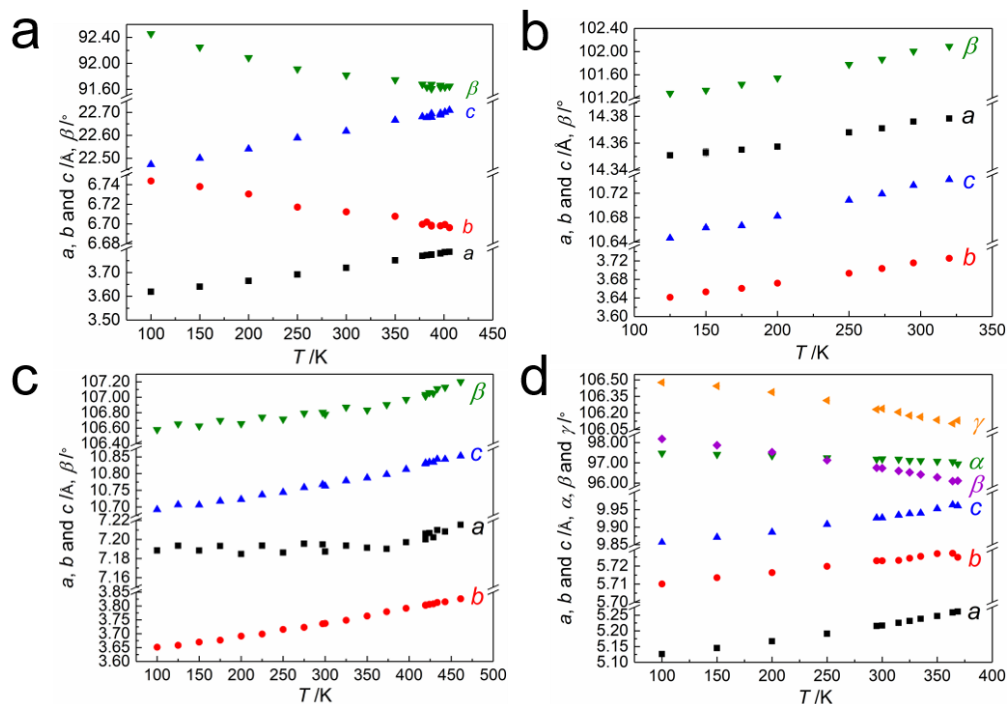 a
92.40
92.00
91.60
22.70
22.60
22.50
6.74
6.70
6.68
3.70
3.60
3.50
β
c
b
a
100 150 200 250 300 350 400 450
T /K
a, b and c /Å, β /°
b
102.40
102.00
101.60
101.20
14.38
14.36
14.34
10.72
10.68
10.64
3.72
3.68
3.64
3.60
β
a
c
b
100 150 200 250 300 350
T /K
a, b and c /Å, β /°
c
107.20
106.80
106.60
106.40
10.85
10.80
10.70
7.22
7.20
7.18
7.16
3.85
3.80
3.75
3.70
3.65
3.60
β
c
a
b
100 150 200 250 300 350 400 450 500
T /K
a, b and c /Å, β /°
d
106.50
106.35
106.20
106.05
98.00
97.00
96.00
9.95
9.90
9.85
5.72
5.71
5.70
5.25
5.20
5.15
5.10
γ
α
β
c
b
a
100 150 200 250 300 350 400
T /K
a, b and c /Å, α, β and γ /°